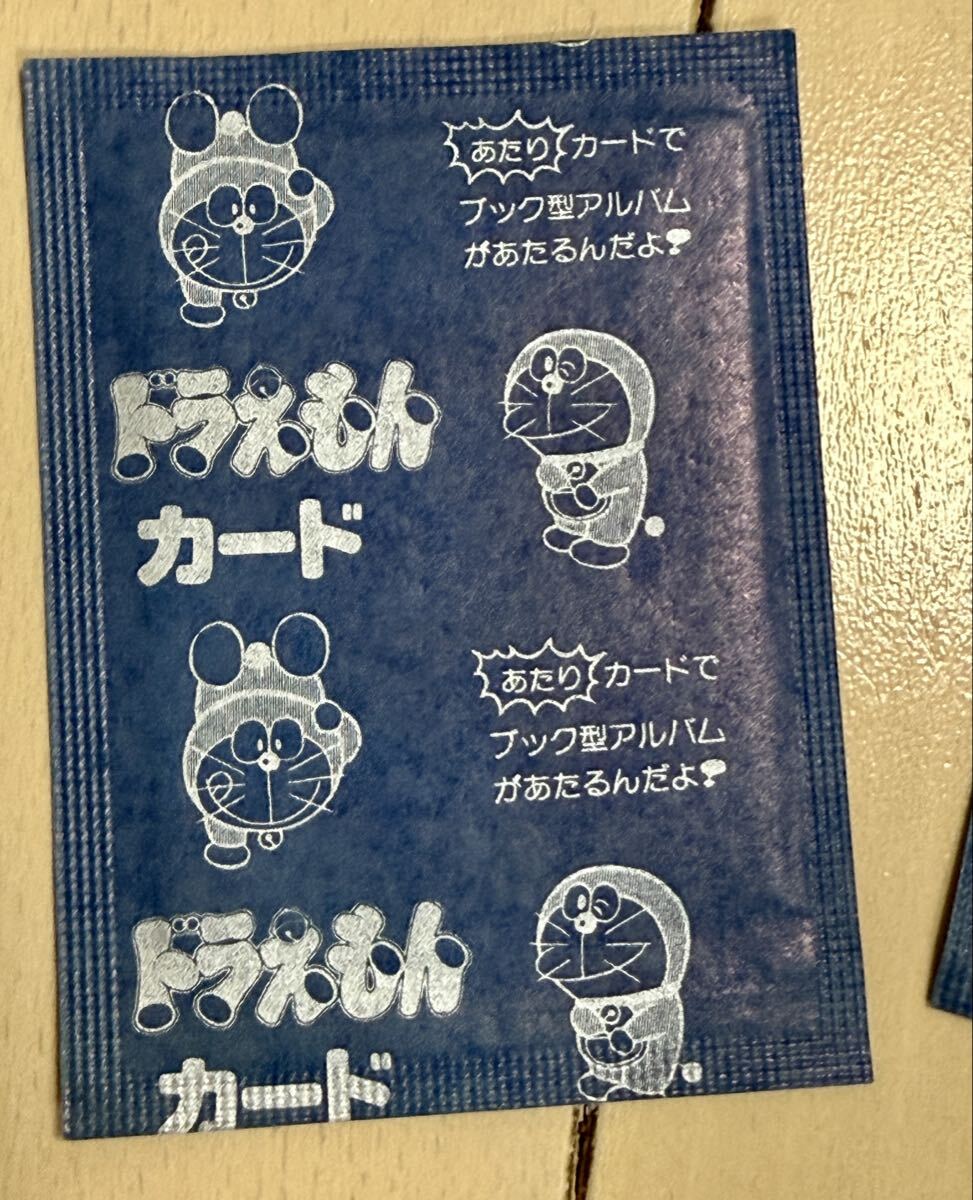 あたりカードで
ブック型アルバム
があたるんだよ!
ドラえもん
カード
あたりカードで
ブック型アルバム
があたるんだよ!
ドラえもん
カード